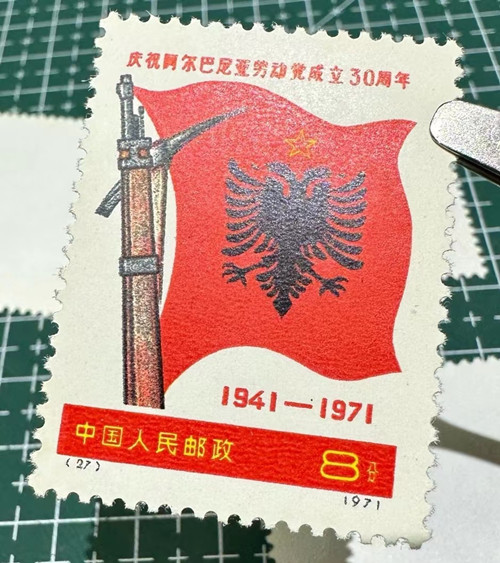 庆祝阿尔巴尼亚劳动党成立30周年
1941—1971
中国人民邮政 8分
(27) 1971